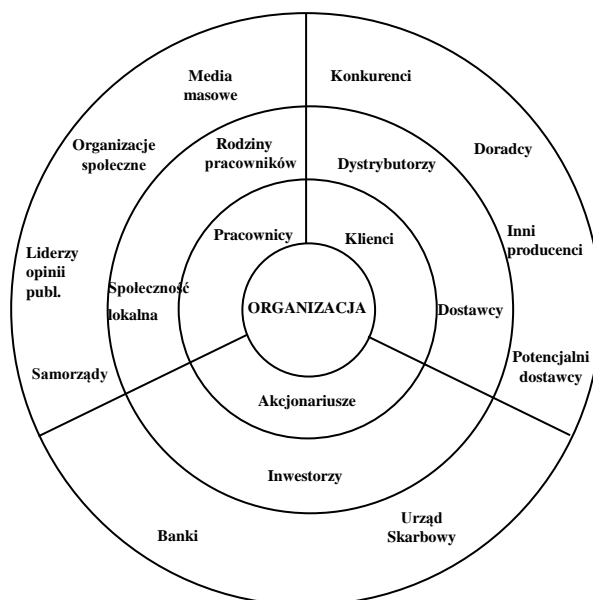 Media
masowe
Konkurenci
Organizacje
społeczne
Rodziny
pracowników
Dystrybutorzy
Doradcy
Liderzy
opinii
publ.
Pracownicy
Klienci
Inni
producenci
Społeczność
lokalna
ORGANIZACJA
Dostawcy
Samorządy
Potencjalni
dostawcy
Akcjonariusze
Inwestorzy
Banki
Urząd
Skarbowy